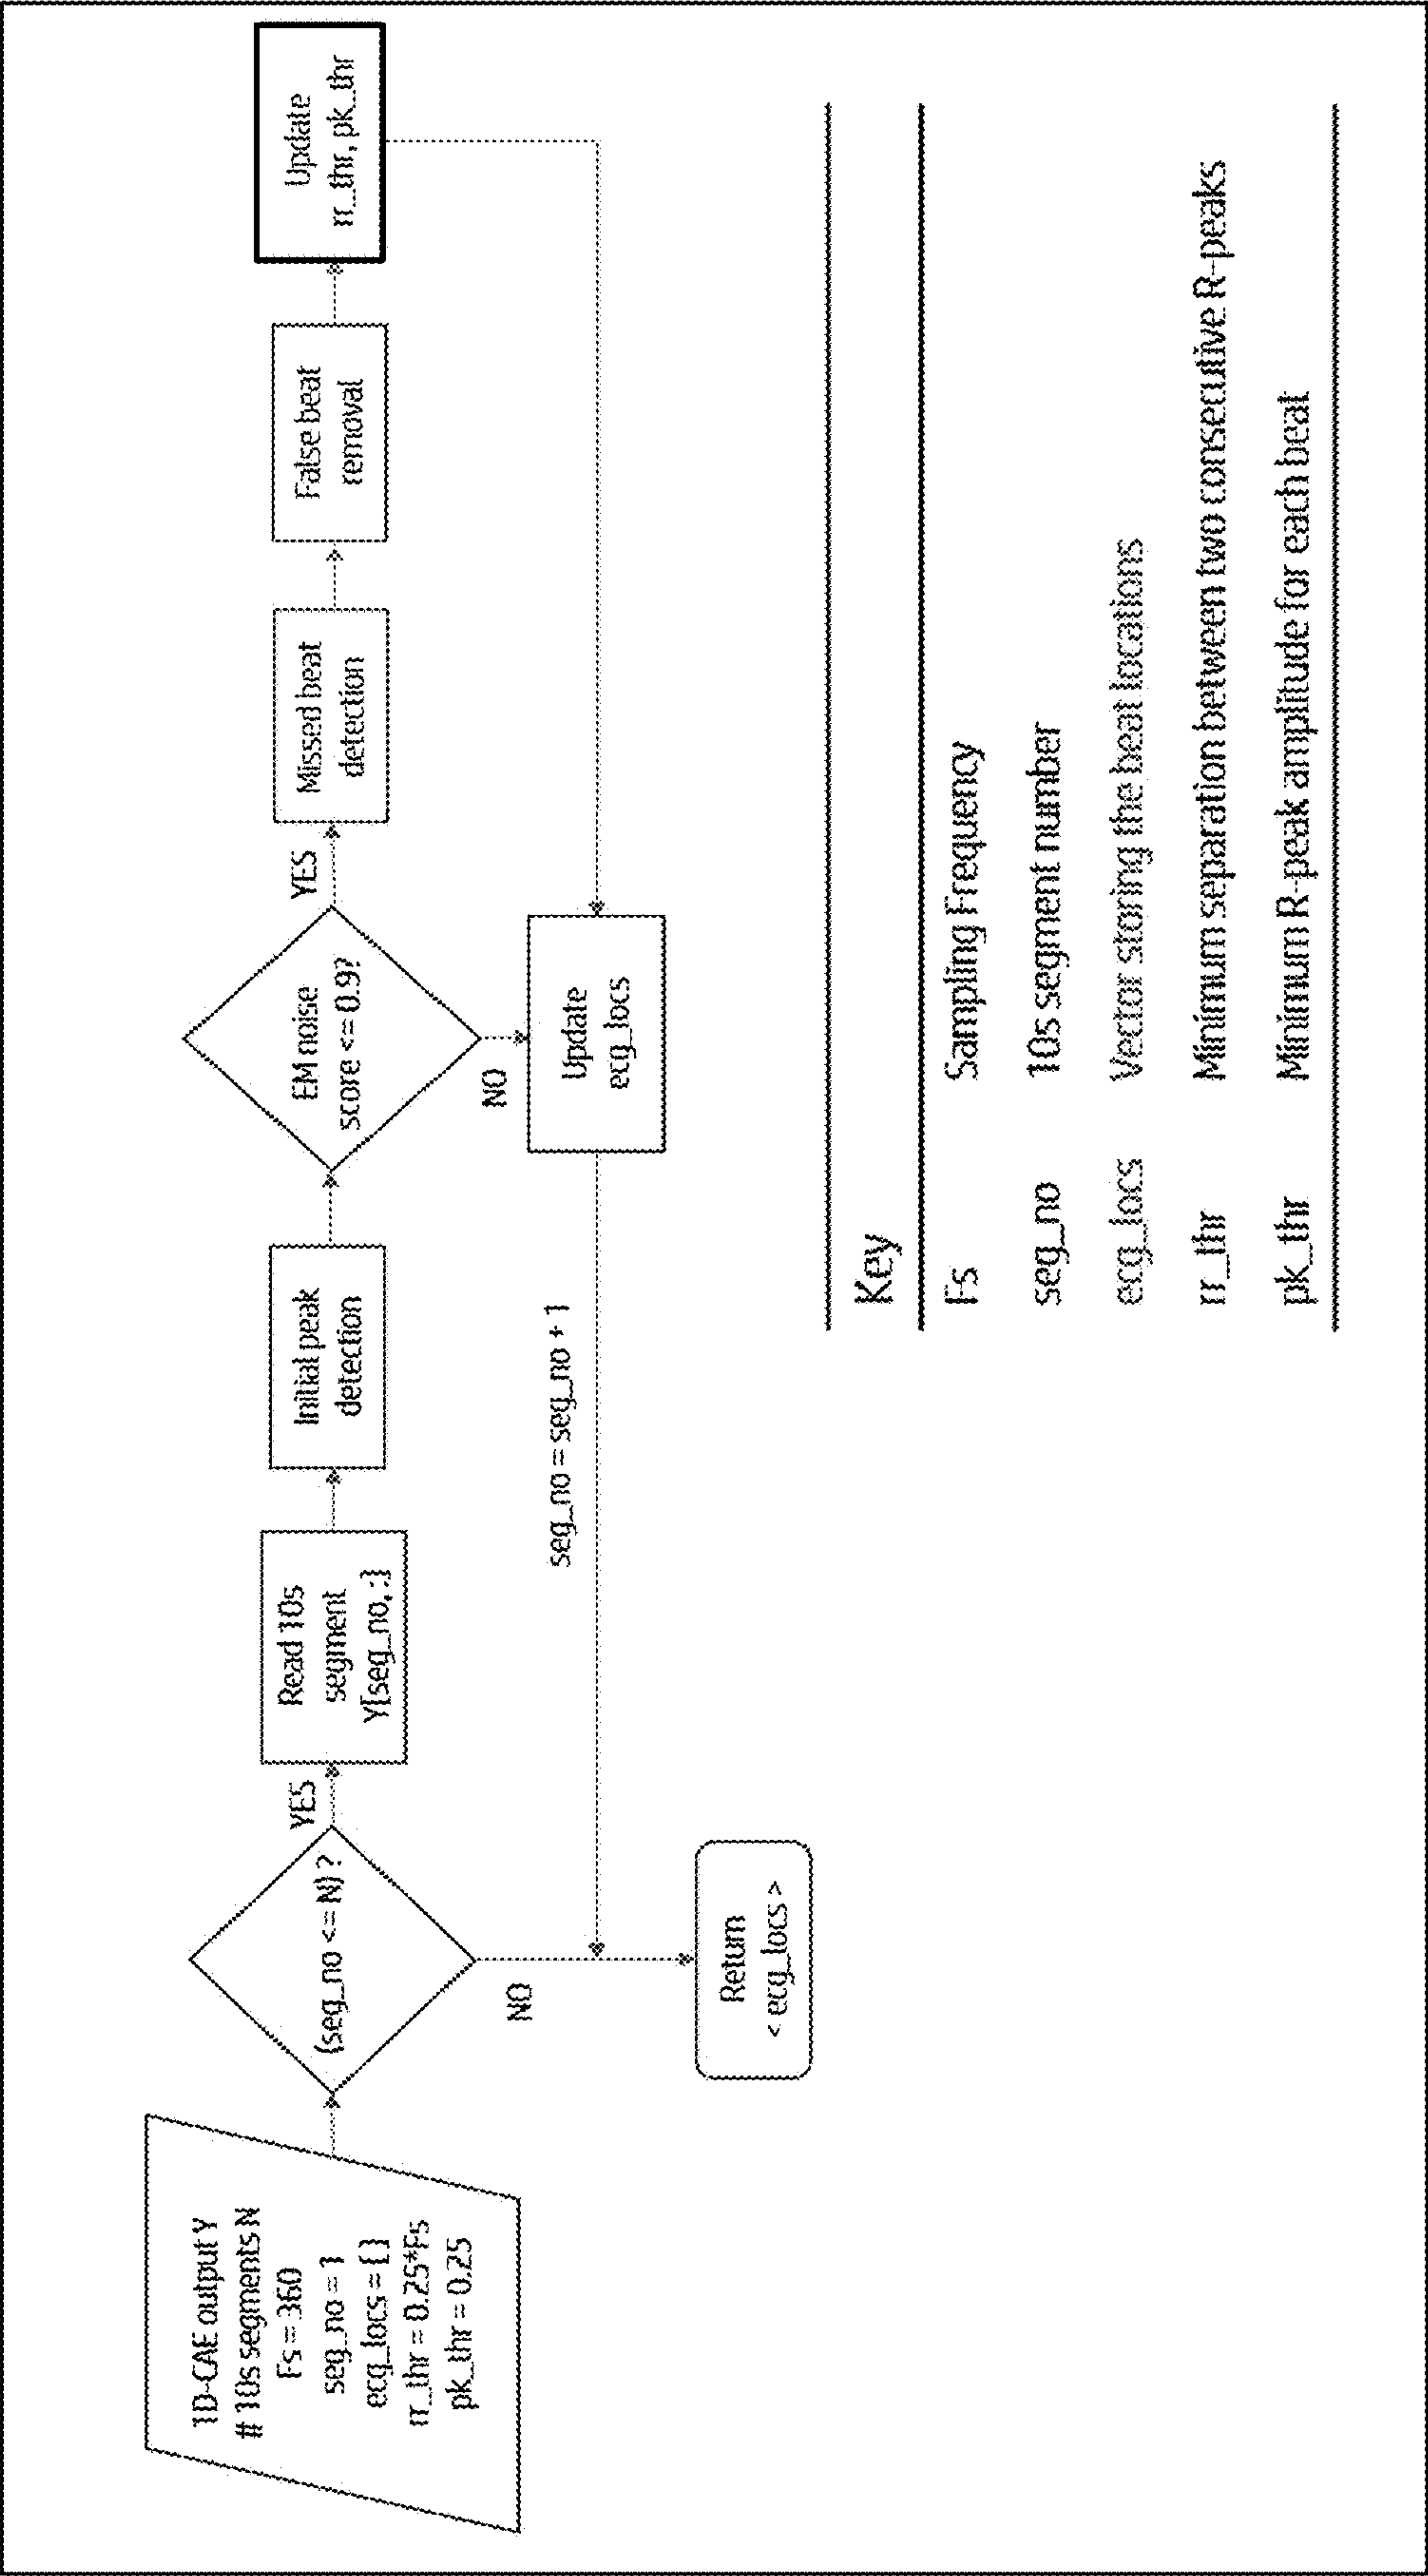 1D-CAE output Y
# 10s segments N
Fs = 360
seg_no = 1
ecg_locs = [ ]
rr_thr = 0.25*Fs
pk_thr = 0.25
(seg_no <= N) ?
YES
NO
Read 10s
segment
Y[seg_no, :]
Initial peak
detection
EM noise
score <= 0.9?
YES
NO
Missed beat
detection
False beat
removal
Update
rr_thr, pk_thr
Update
ecg_locs
seg_no = seg_no + 1
Return
< ecg_locs >
Key
Fs Sampling Frequency
seg_no 10s segment number
ecg_locs Vector storing the beat locations
rr_thr Minimum separation between two consecutive R-peaks
pk_thr Minimum R-peak amplitude for each beat